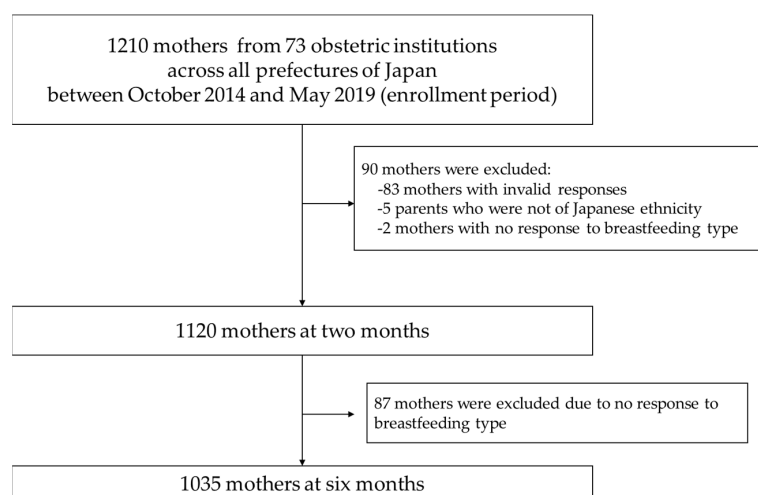 1210 mothers from 73 obstetric institutions
across all prefectures of Japan
between October 2014 and May 2019 (enrollment period)
90 mothers were excluded:
-83 mothers with invalid responses
-5 parents who were not of Japanese ethnicity
-2 mothers with no response to breastfeeding type
1120 mothers at two months
87 mothers were excluded due to no response to
breastfeeding type
1035 mothers at six months